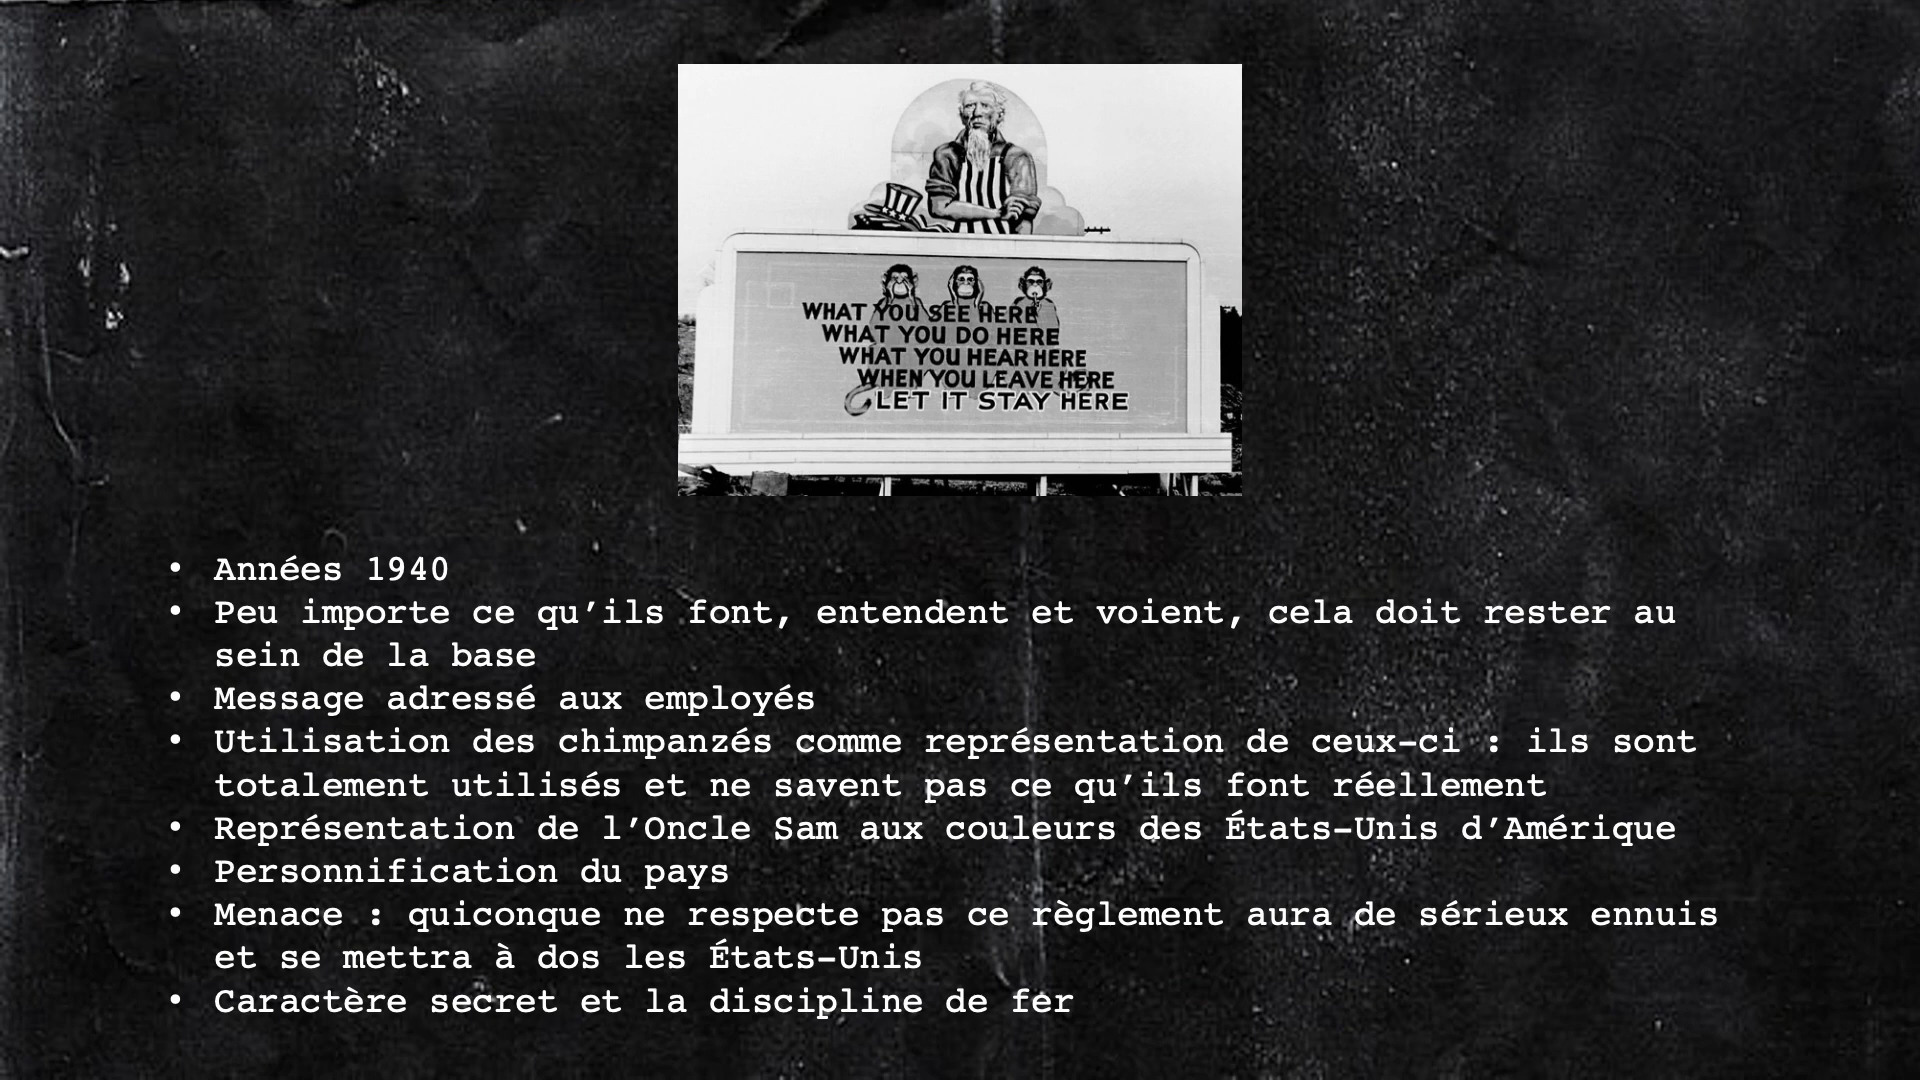 WHAT YOU SEE HERE
WHAT YOU DO HERE
WHAT YOU HEAR HERE
WHEN YOU LEAVE HERE
LET IT STAY HERE
• Années 1940
• Peu importe ce qu’ils font, entendent et voient, cela doit rester au
sein de la base
• Message adressé aux employés
• Utilisation des chimpanzés comme représentation de ceux-ci : ils sont
totalement utilisés et ne savent pas ce qu’ils font réellement
• Représentation de l’Oncle Sam aux couleurs des États-Unis d’Amérique
• Personnification du pays
• Menace : quiconque ne respecte pas ce règlement aura de sérieux ennuis
et se mettra à dos les États-Unis
• Caractère secret et la discipline de fer